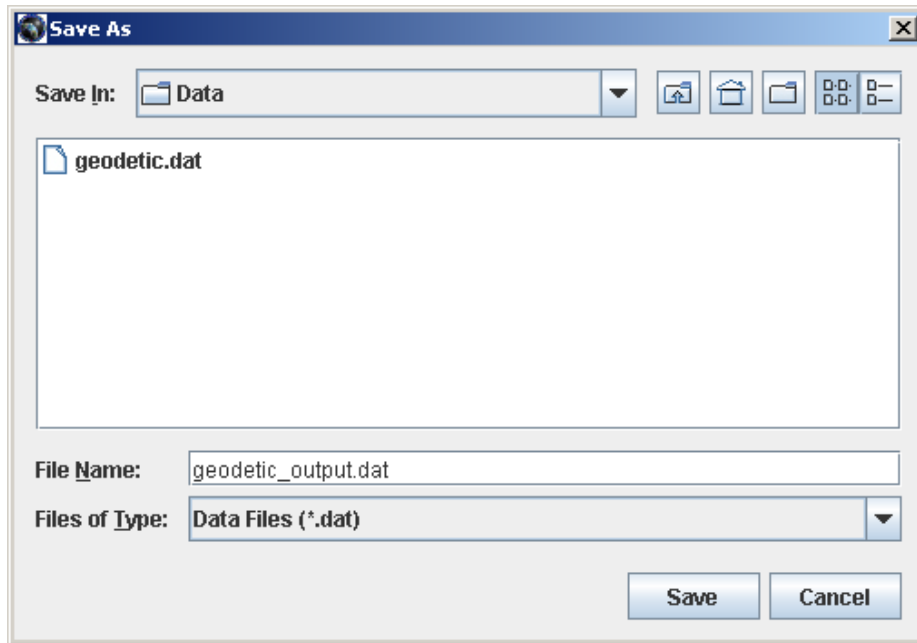 Save As
Save In: Data
geodetic.dat
File Name: geodetic_output.dat
Files of Type: Data Files (*.dat)
Save Cancel